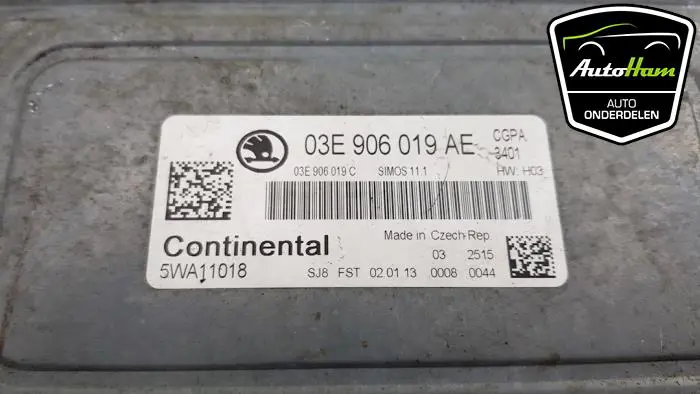 AutoHam
AUTO
ONDERDELEN
03E 906 019 AE
CGPA
3401
03E 906 019 C SIMOS 11.1 HW: H03
Continental
Made in Czech Rep.
03 2515
5WA11018
SJ8 FST 02.01.13 0008 0044